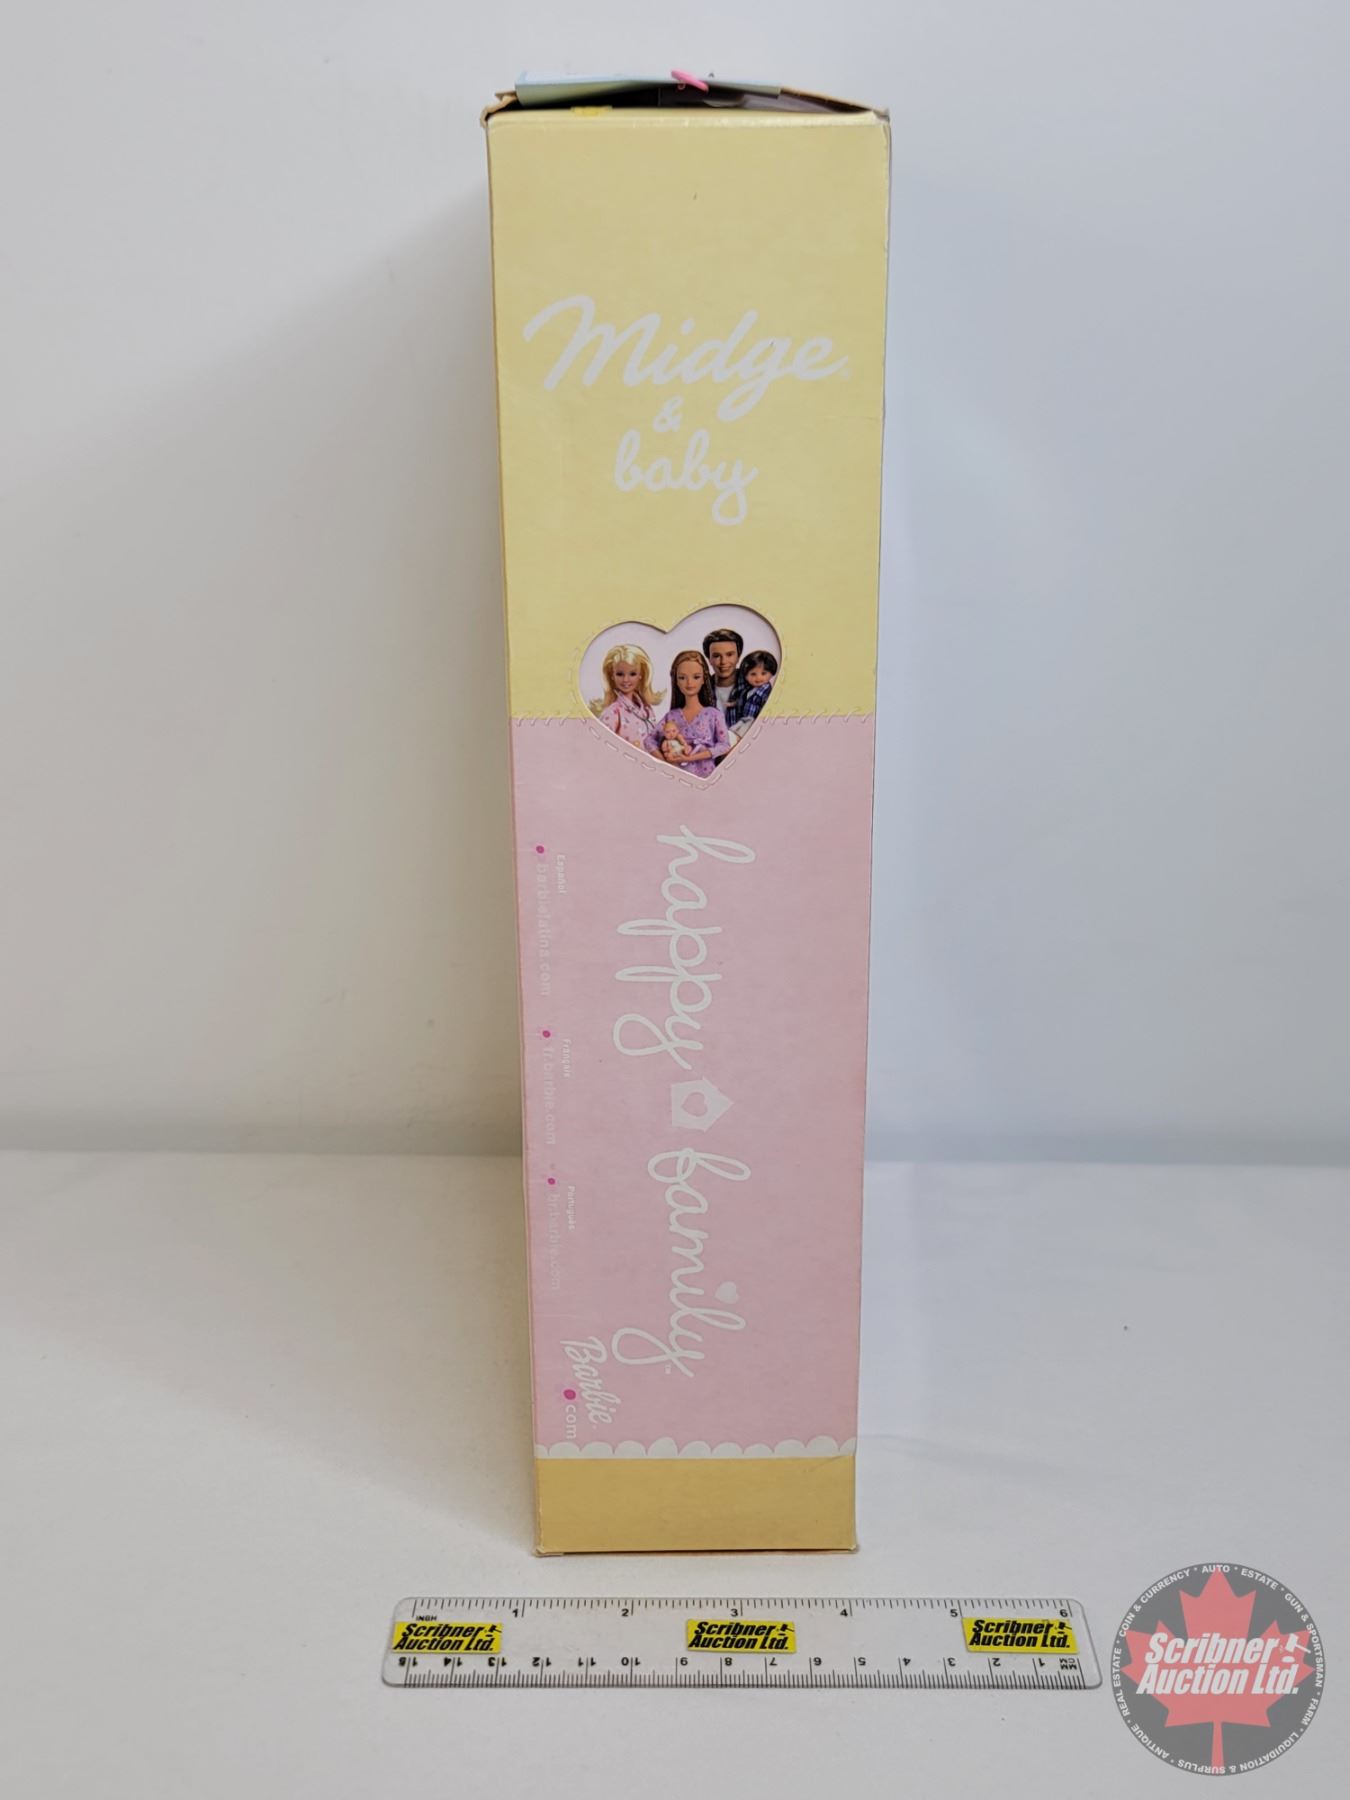 Midge
&
baby
happy family™
Español
barbielatina.com
Français
fr.barbie.com
Português
br.barbie.com
Barbie.com
INCH 1 2 3 4 5 6
Scribner
Auction Ltd.
Scribner
Auction Ltd.
Scribner
Auction Ltd.
15 14 13 12 11 10 9 8 7 6 5 4 3 2 1 MM CM
Scribner
Auction Ltd.
ANTIQUE • REAL ESTATE • COIN & CURRENCY • AUTO • ESTATE • GUN & SPORTSMAN • FARM • LIQUIDATION & SURPLUS •